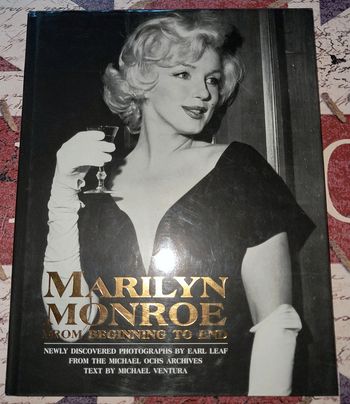 MARILYN
MONROE
FROM BEGINNING TO END
NEWLY DISCOVERED PHOTOGRAPHS BY EARL LEAF
FROM THE MICHAEL OCHS ARCHIVES
TEXT BY MICHAEL VENTURA